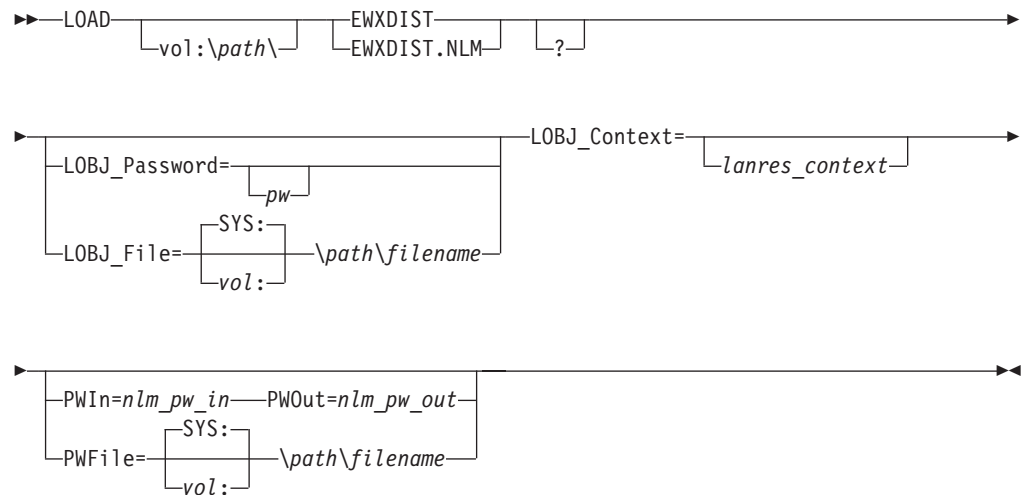 LOAD
vol:\path\
EWXDIST
EWXDIST.NLM
?
LOBJ_Password=
pw
LOBJ_File=
SYS:
vol:
\path\filename
LOBJ_Context=
lanres_context
PWIn=nlm_pw_in
PWOut=nlm_pw_out
PWFile=
SYS:
vol:
\path\filename